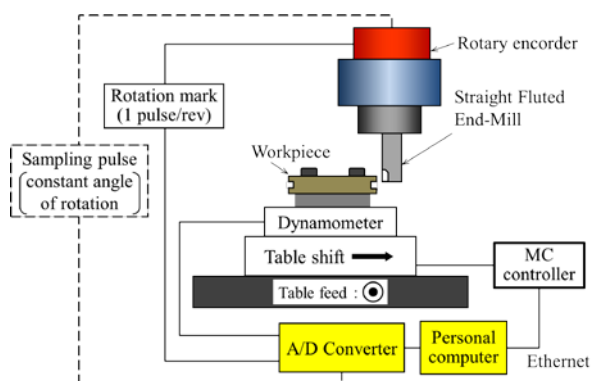 Rotary encorder
Rotation mark
(1 pulse/rev)
Straight Fluted
End-Mill
Sampling pulse
constant angle
of rotation
Workpiece
Dynamometer
Table shift
MC
controller
Table feed :
A/D Converter
Personal
computer
Ethernet